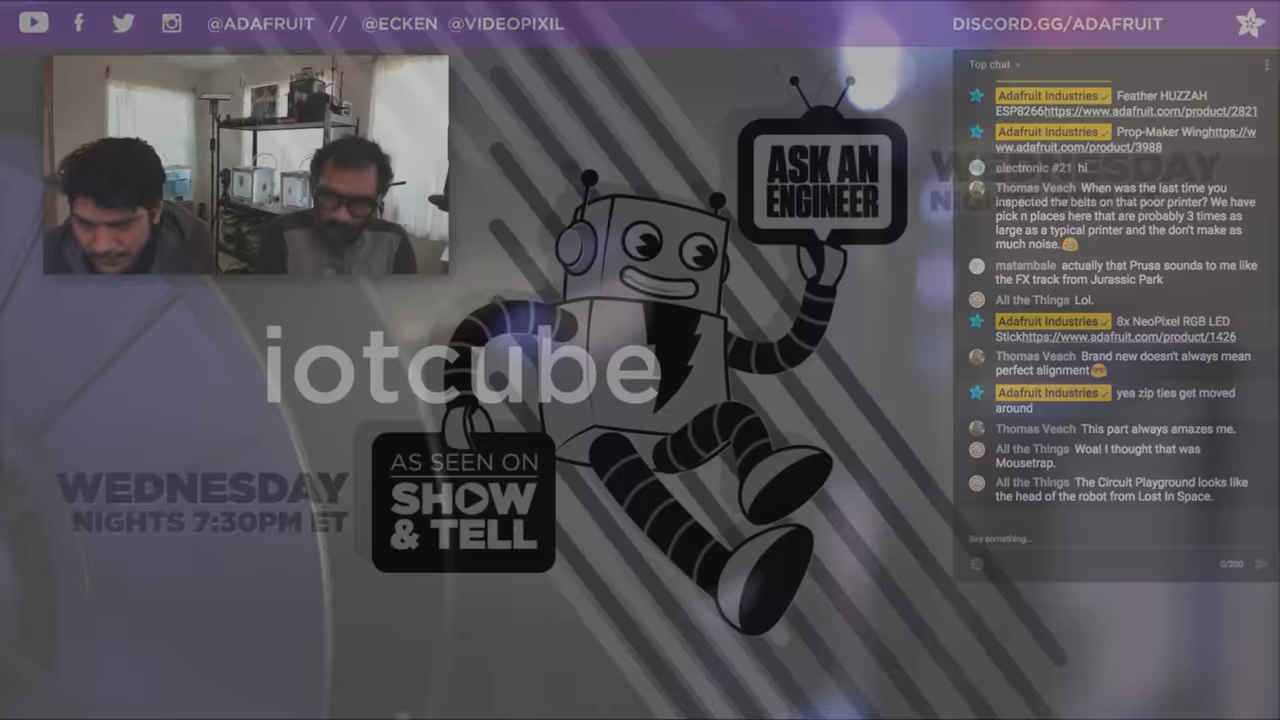 @ADAFRUIT // @ECKEN @VIDEOPIXIL
DISCORD.GG/ADAFRUIT
Top chat
Adafruit Industries Feather HUZZAH
ESP8266https://www.adafruit.com/product/2821
Adafruit Industries Prop-Maker Winghttps://w
ww.adafruit.com/product/3988
electronic #21 hi
Thomas Veach When was the last time you
inspected the belts on that poor printer? We have
pick n places here that are probably 3 times as
large as a typical printer and the don't make as
much noise.
matambale actually that Prusa sounds to me like
the FX track from Jurassic Park
All the Things Lol.
Adafruit Industries 8x NeoPixel RGB LED
Stickhttps://www.adafruit.com/product/1426
Thomas Veach Brand new doesn't always mean
perfect alignment
Adafruit Industries yea zip ties get moved
around
Thomas Veach This part always amazes me.
All the Things Woa! I thought that was
Mousetrap.
All the Things The Circuit Playground looks like
the head of the robot from Lost In Space.
Say something...
0/200
ASK AN
ENGINEER
WEDNESDAY
iotcube
AS SEEN ON
SHOW
& TELL
WEDNESDAY
NIGHTS 7:30PM ET